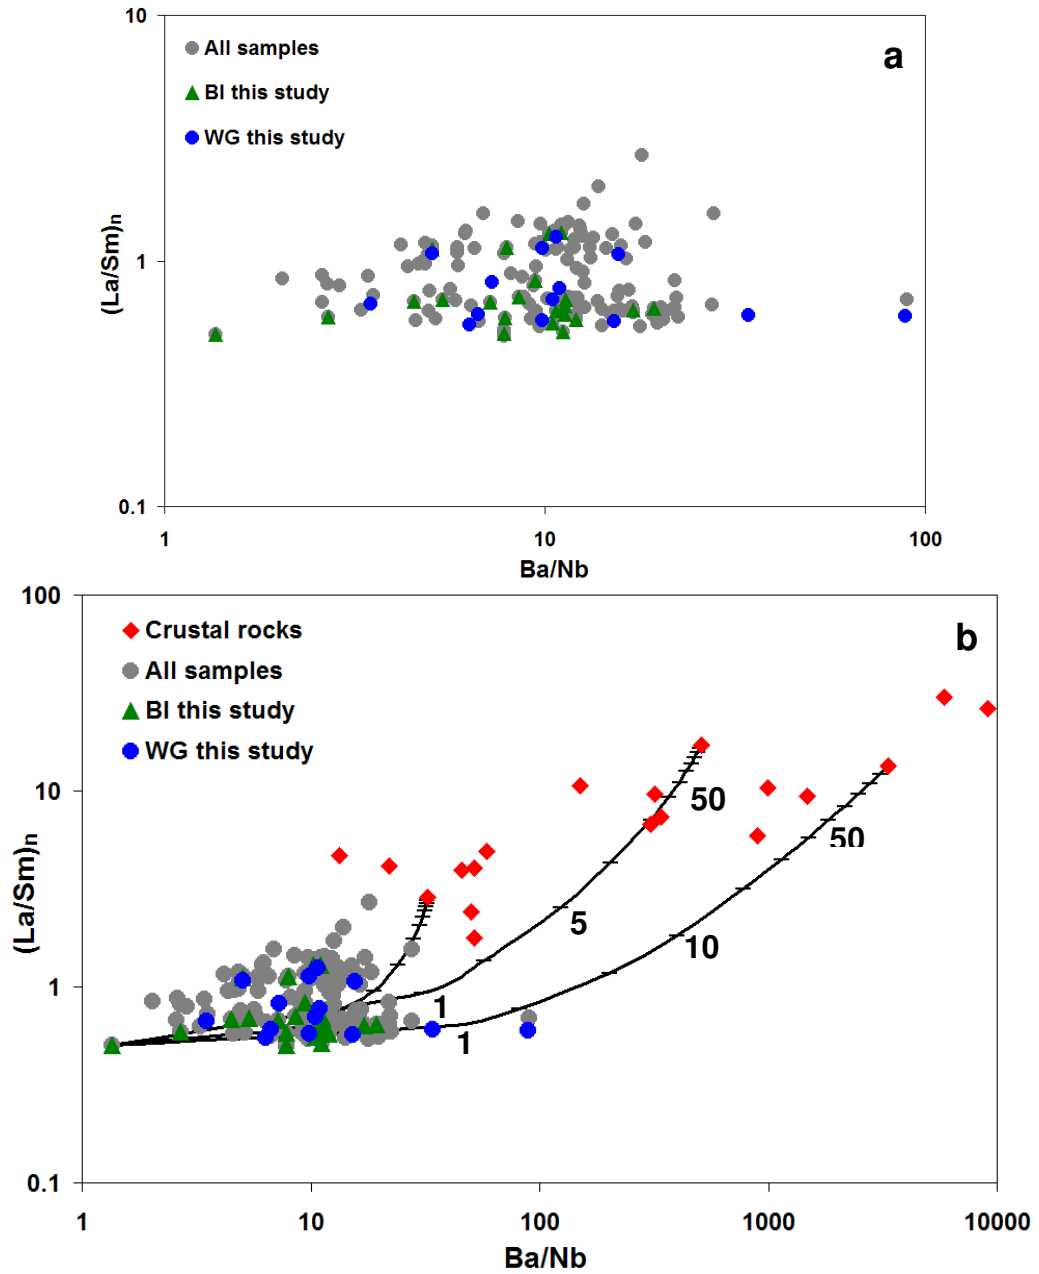 10
All samples
a
BI this study
WG this study
(La/Sm)n
1
0.1
1
10
100
Ba/Nb
100
Crustal rocks
b
All samples
BI this study
WG this study
10
50
50
5
10
(La/Sm)n
1
1
1
0.1
1
10
100
1000
10000
Ba/Nb